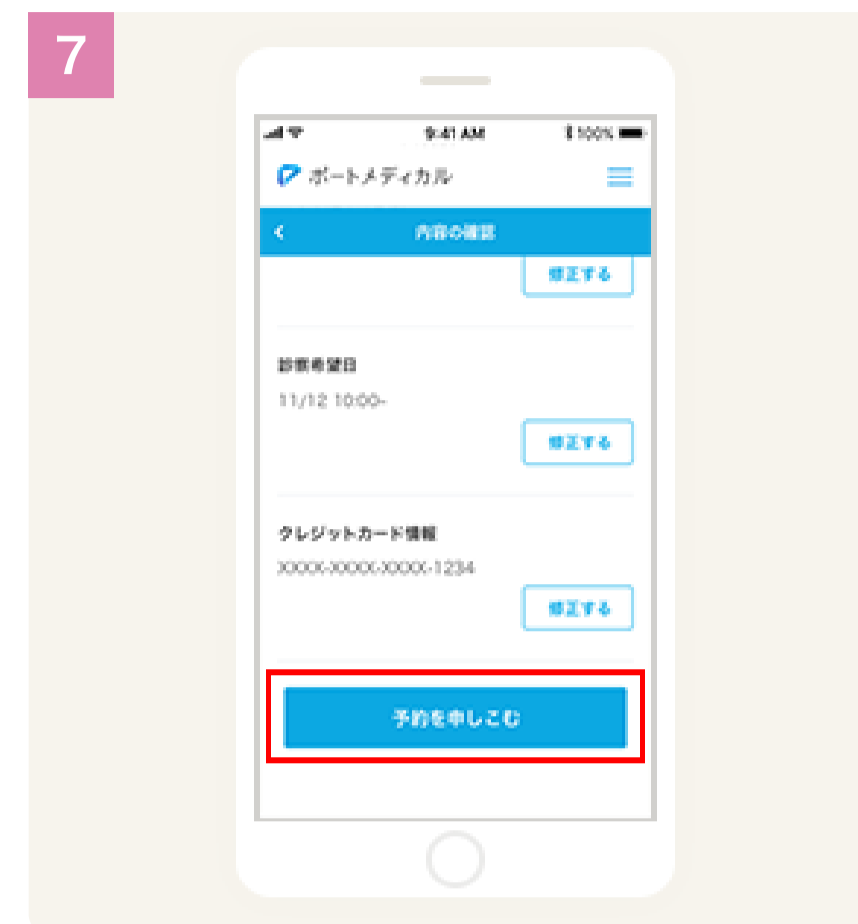 7
9:41 AM
100%
ポートメディカル
内容の確認
修正する
診察希望日
11/12 10:00~
修正する
クレジットカード情報
XXXX-XXXX-XXXX-1234
修正する
予約を申しこむ